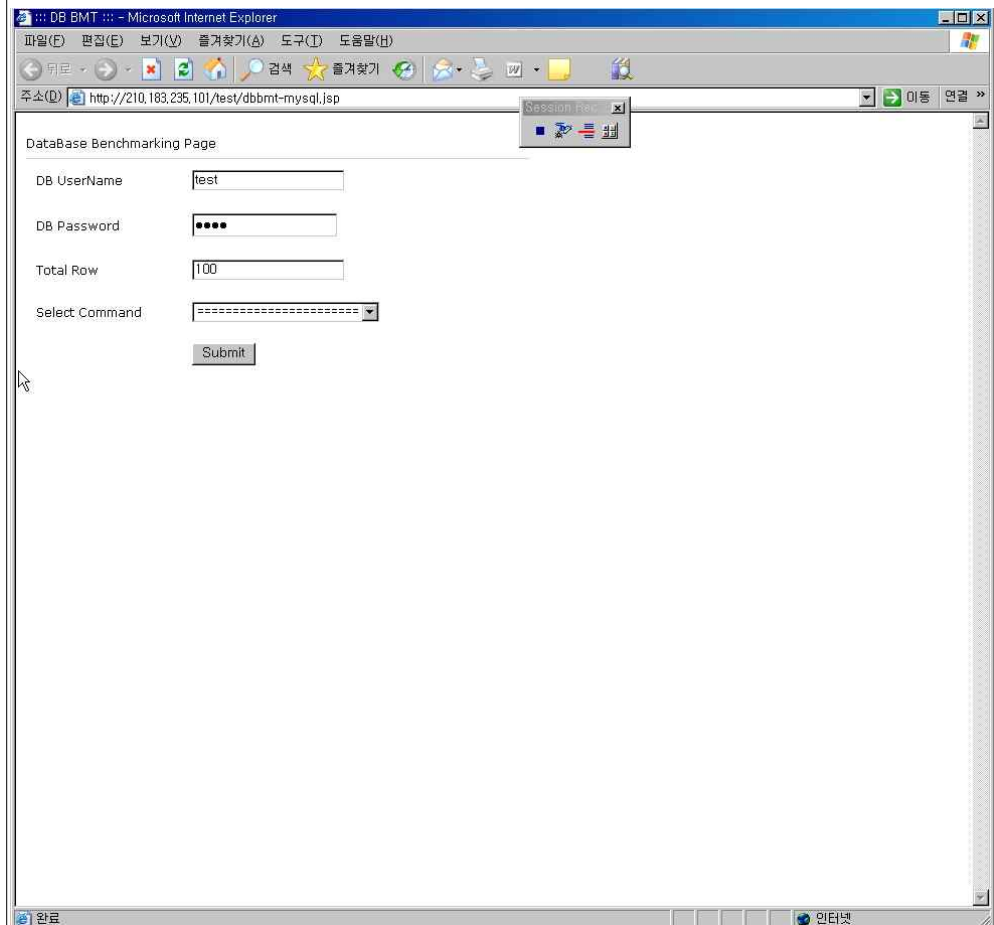 ::: DB BMT ::: - Microsoft Internet Explorer
파일(F) 편집(E) 보기(V) 즐겨찾기(A) 도구(T) 도움말(H)
뒤로 검색 즐겨찾기
주소(D) http://210,183,235,101/test/dbbmt-mysql.jsp 이동 연결 »
Session Rec
DataBase Benchmarking Page
DB UserName test
DB Password ●●●●
Total Row 100
Select Command =======================
Submit
완료 인터넷